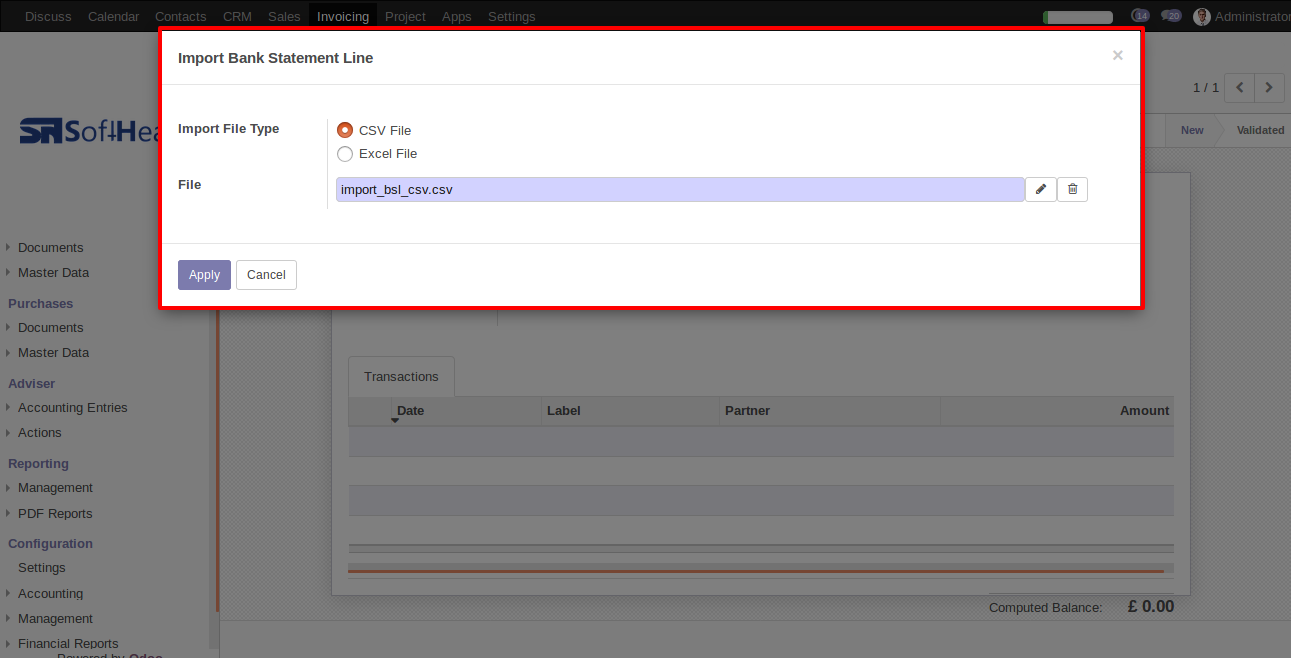 Discuss Calendar Contacts CRM Sales Invoicing Project Apps Settings 14 20 Administrator
Import Bank Statement Line ×
1 / 1
Import File Type
CSV File
Excel File
File
import_bsl_csv.csv
Apply Cancel
New Validated
SoftHea
Documents
Master Data
Purchases
Documents
Master Data
Adviser
Accounting Entries
Actions
Reporting
Management
PDF Reports
Configuration
Settings
Accounting
Management
Financial Reports
Powered by Odoo
Transactions
Date Label Partner Amount
Computed Balance: £ 0.00